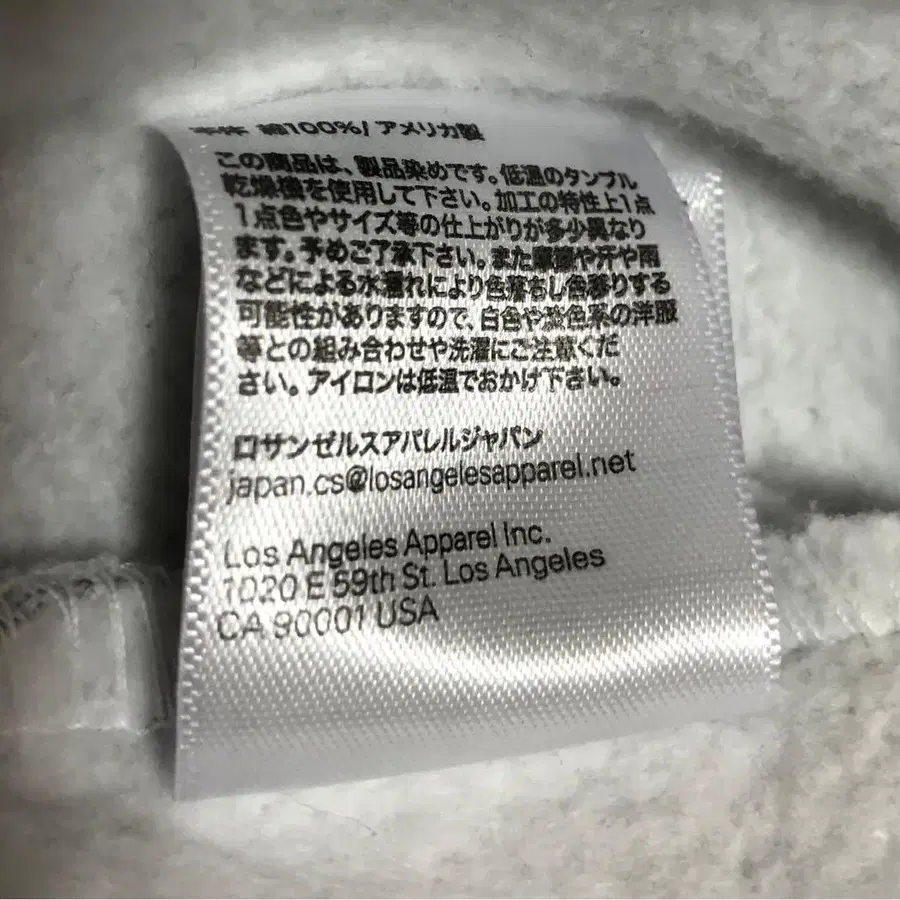 綿100%/ アメリカ製
この商品は、製品染めです。低温のタンブル
乾燥機を使用して下さい。加工の特性上1点
1点色やサイズ等の仕上がりが多少異なり
ます。予めご了承下さい。また摩擦や汗や雨
などによる水濡れにより色落ちし色移りする
可能性がありますので、白色や淡色系の洋服
等との組み合わせや洗濯にご注意くだ
さい。アイロンは低温でおかけ下さい。
ロサンゼルスアパレルジャパン
japan.cs@losangelesapparel.net
Los Angeles Apparel Inc.
1020 E 59th St. Los Angeles
CA 90001 USA